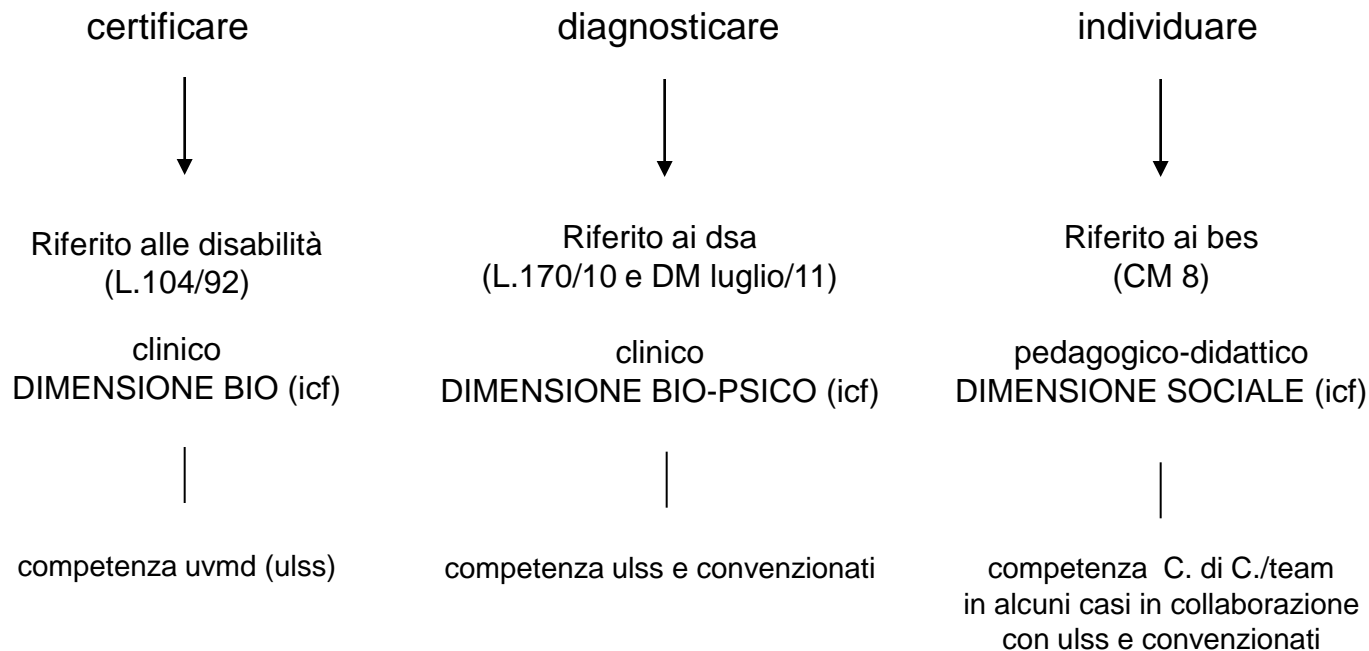 certificare
Riferito alle disabilità
(L.104/92)
clinico
DIMENSIONE BIO (icf)
competenza uvmd (ulss)
diagnosticare
Riferito ai dsa
(L.170/10 e DM luglio/11)
clinico
DIMENSIONE BIO-PSICO (icf)
competenza ulss e convenzionati
individuare
Riferito ai bes
(CM 8)
pedagogico-didattico
DIMENSIONE SOCIALE (icf)
competenza C. di C./team
in alcuni casi in collaborazione
con ulss e convenzionati